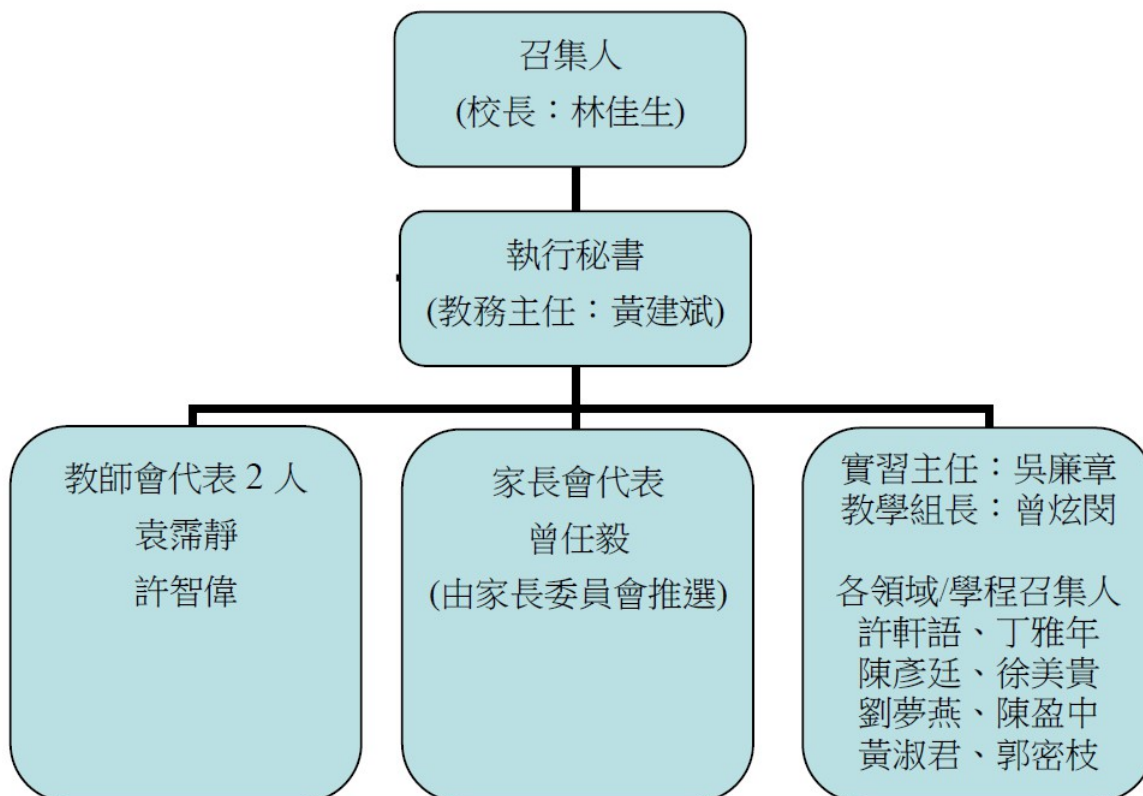 召集人
(校長：林佳生)
執行秘書
(教務主任：黃建斌)
教師會代表 2 人
袁霈靜
許智偉
家長會代表
曾任毅
(由家長委員會推選)
實習主任：吳廉章
教學組長：曾炫閔
各領域/學程召集人
許軒語、丁雅年
陳彥廷、徐美貴
劉夢燕、陳盈中
黃淑君、郭密枝